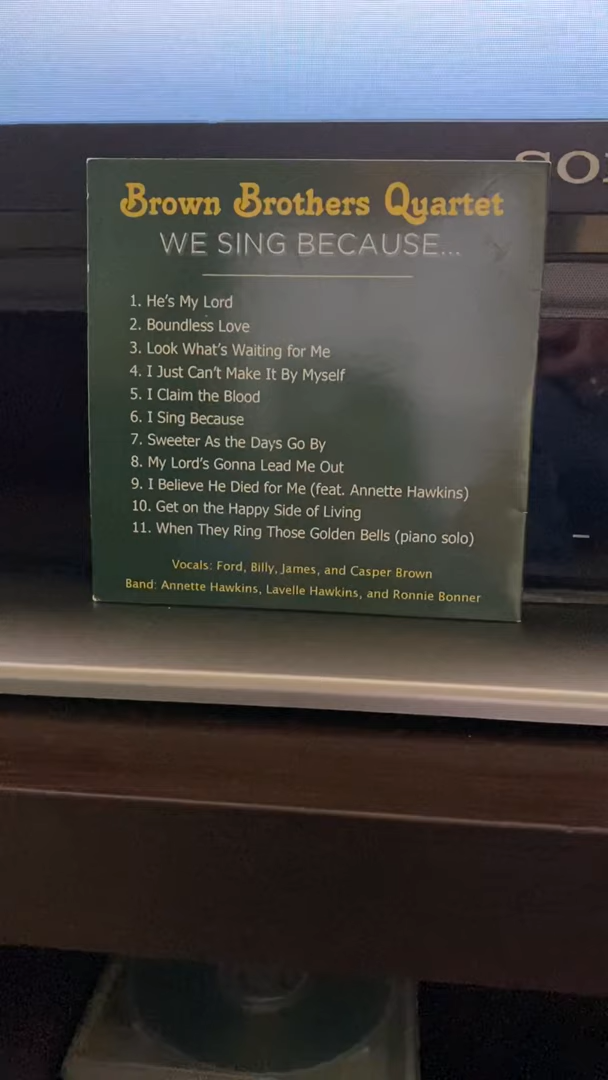 SO
Brown Brothers Quartet
WE SING BECAUSE...
1. He's My Lord
2. Boundless Love
3. Look What's Waiting for Me
4. I Just Can't Make It By Myself
5. I Claim the Blood
6. I Sing Because
7. Sweeter As the Days Go By
8. My Lord's Gonna Lead Me Out
9. I Believe He Died for Me (feat. Annette Hawkins)
10. Get on the Happy Side of Living
11. When They Ring Those Golden Bells (piano solo)
Vocals: Ford, Billy, James, and Casper Brown
Band: Annette Hawkins, Lavelle Hawkins, and Ronnie Bonner